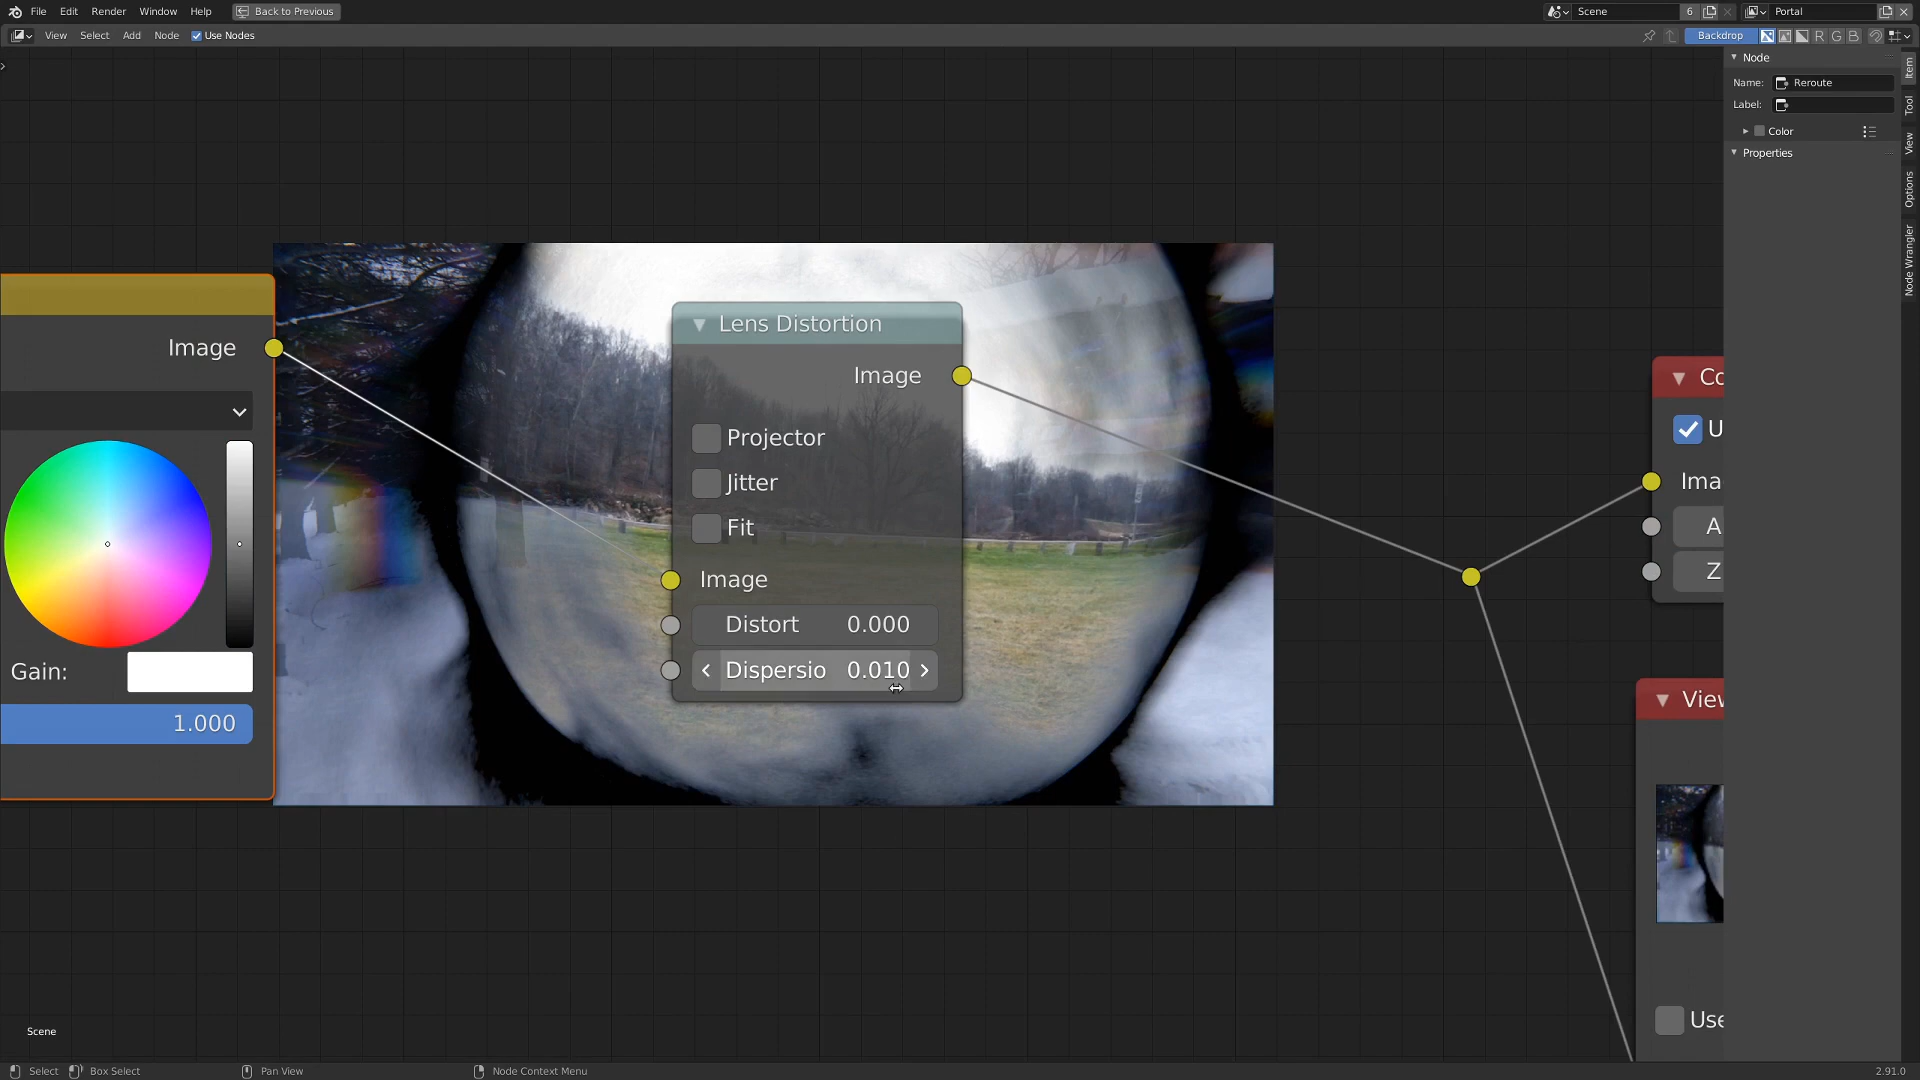 File Edit Render Window Help Back to Previous Scene 6 Portal
View Select Add Node Use Nodes Backdrop R G B
Node
Name: Reroute
Label:
Color
Properties
Item
Tool
View
Options
Node Wrangler
Image
Gain:
1.000
Lens Distortion
Image
Projector
Jitter
Fit
Image
Distort 0.000
Dispersio 0.010
Co
U
Ima
A
Z
View
Use
Scene
Select Box Select Pan View Node Context Menu 2.91.0